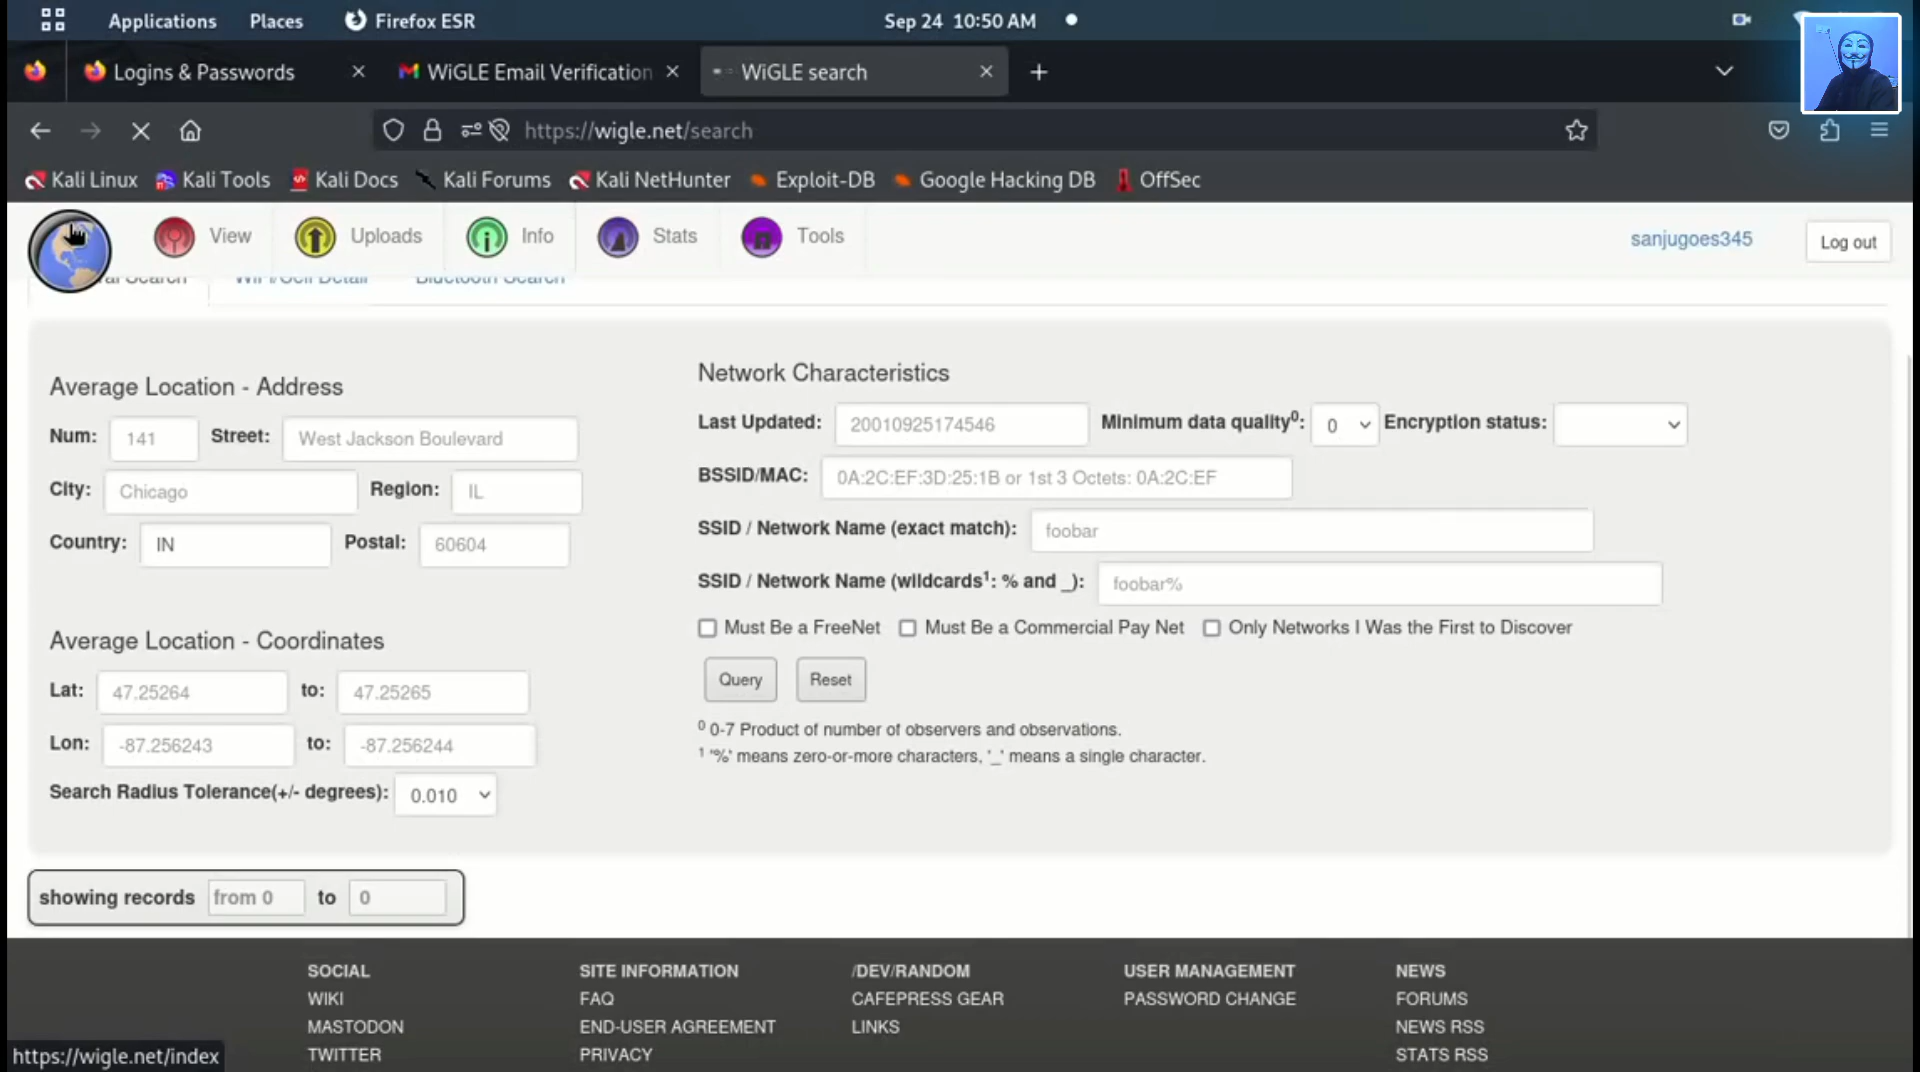 Applications Places Firefox ESR Sep 24 10:50 AM
Logins & Passwords WiGLE Email Verification WiGLE search
https://wigle.net/search
Kali Linux Kali Tools Kali Docs Kali Forums Kali NetHunter Exploit-DB Google Hacking DB OffSec
View Uploads Info Stats Tools sanjugoes345 Log out
ral Search WiFi/Cell Detail Bluetooth Search
Average Location - Address
Num: 141 Street: West Jackson Boulevard
City: Chicago Region: IL
Country: IN Postal: 60604
Average Location - Coordinates
Lat: 47.25264 to: 47.25265
Lon: -87.256243 to: -87.256244
Search Radius Tolerance(+/- degrees): 0.010
Network Characteristics
Last Updated: 20010925174546 Minimum data quality⁰: 0 Encryption status:
BSSID/MAC: 0A:2C:EF:3D:25:1B or 1st 3 Octets: 0A:2C:EF
SSID / Network Name (exact match): foobar
SSID / Network Name (wildcards¹: % and _): foobar%
Must Be a FreeNet Must Be a Commercial Pay Net Only Networks I Was the First to Discover
Query Reset
⁰ 0-7 Product of number of observers and observations.
¹ '%' means zero-or-more characters, '_' means a single character.
showing records from 0 to 0
SOCIAL SITE INFORMATION /DEV/RANDOM USER MANAGEMENT NEWS
WIKI FAQ CAFEPRESS GEAR PASSWORD CHANGE FORUMS
MASTODON END-USER AGREEMENT LINKS NEWS RSS
TWITTER PRIVACY STATS RSS
https://wigle.net/index